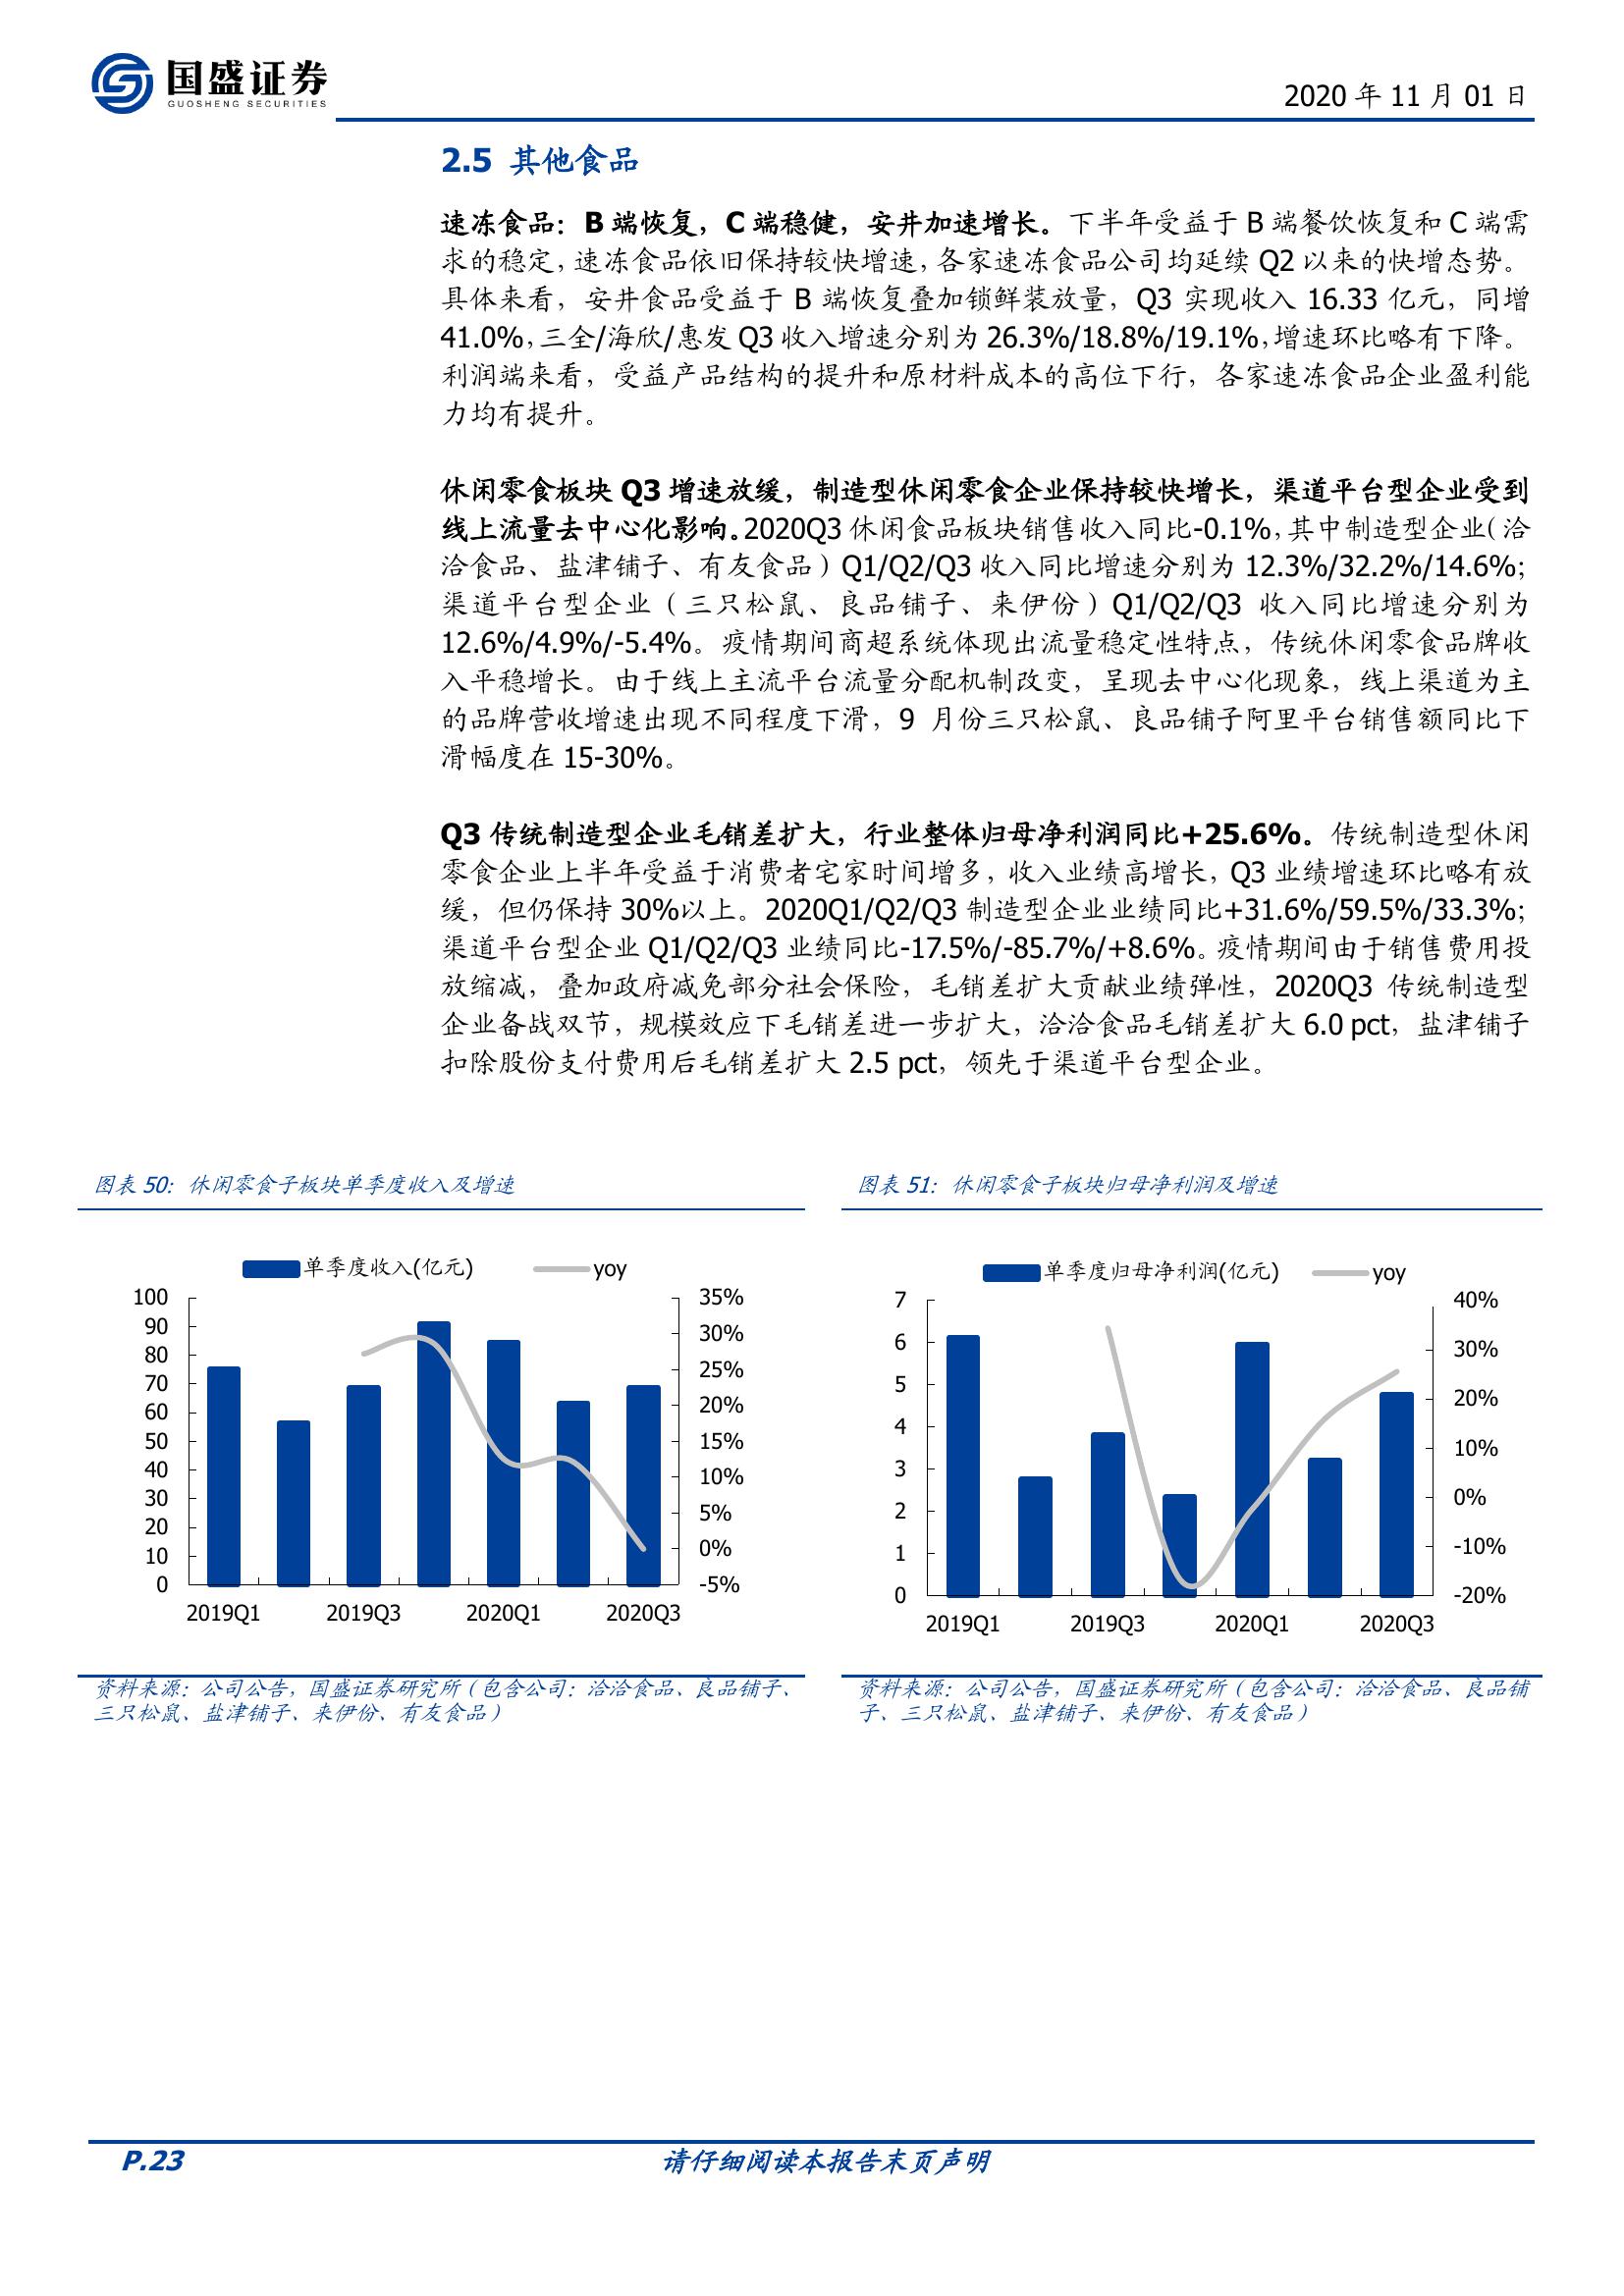 国盛证券
GUOSHENG SECURITIES
2020 年 11 月 01 日
2.5 其他食品
速冻食品：B 端恢复，C 端稳健，安井加速增长。下半年受益于 B 端餐饮恢复和 C 端需
求的稳定，速冻食品依旧保持较快增速，各家速冻食品公司均延续 Q2 以来的快增态势。
具体来看，安井食品受益于 B 端恢复叠加锁鲜装放量，Q3 实现收入 16.33 亿元，同增
41.0%，三全/海欣/惠发 Q3 收入增速分别为 26.3%/18.8%/19.1%，增速环比略有下降。
利润端来看，受益产品结构的提升和原材料成本的高位下行，各家速冻食品企业盈利能
力均有提升。
休闲零食板块 Q3 增速放缓，制造型休闲零食企业保持较快增长，渠道平台型企业受到
线上流量去中心化影响。2020Q3 休闲食品板块销售收入同比-0.1%，其中制造型企业（洽
洽食品、盐津铺子、有友食品）Q1/Q2/Q3 收入同比增速分别为 12.3%/32.2%/14.6%；
渠道平台型企业（三只松鼠、良品铺子、来伊份）Q1/Q2/Q3 收入同比增速分别为
12.6%/4.9%/-5.4%。疫情期间商超系统体现出流量稳定性特点，传统休闲零食品牌收
入平稳增长。由于线上主流平台流量分配机制改变，呈现去中心化现象，线上渠道为主
的品牌营收增速出现不同程度下滑，9 月份三只松鼠、良品铺子阿里平台销售额同比下
滑幅度在 15-30%。
Q3 传统制造型企业毛销差扩大，行业整体归母净利润同比+25.6%。传统制造型休闲
零食企业上半年受益于消费者宅家时间增多，收入业绩高增长，Q3 业绩增速环比略有放
缓，但仍保持 30%以上。2020Q1/Q2/Q3 制造型企业业绩同比+31.6%/59.5%/33.3%；
渠道平台型企业 Q1/Q2/Q3 业绩同比-17.5%/-85.7%/+8.6%。疫情期间由于销售费用投
放缩减，叠加政府减免部分社会保险，毛销差扩大贡献业绩弹性，2020Q3 传统制造型
企业备战双节，规模效应下毛销差进一步扩大，洽洽食品毛销差扩大 6.0 pct，盐津铺子
扣除股份支付费用后毛销差扩大 2.5 pct，领先于渠道平台型企业。
图表 50：休闲零食子板块单季度收入及增速
单季度收入(亿元) yoy
100
90
80
70
60
50
40
30
20
10
0
35%
30%
25%
20%
15%
10%
5%
0%
-5%
2019Q1 2019Q3 2020Q1 2020Q3
资料来源：公司公告，国盛证券研究所（包含公司：洽洽食品、良品铺子、
三只松鼠、盐津铺子、来伊份、有友食品）
图表 51：休闲零食子板块归母净利润及增速
单季度归母净利润(亿元) yoy
7
6
5
4
3
2
1
0
40%
30%
20%
10%
0%
-10%
-20%
2019Q1 2019Q3 2020Q1 2020Q3
资料来源：公司公告，国盛证券研究所（包含公司：洽洽食品、良品铺
子、三只松鼠、盐津铺子、来伊份、有友食品）
P.23 请仔细阅读本报告末页声明